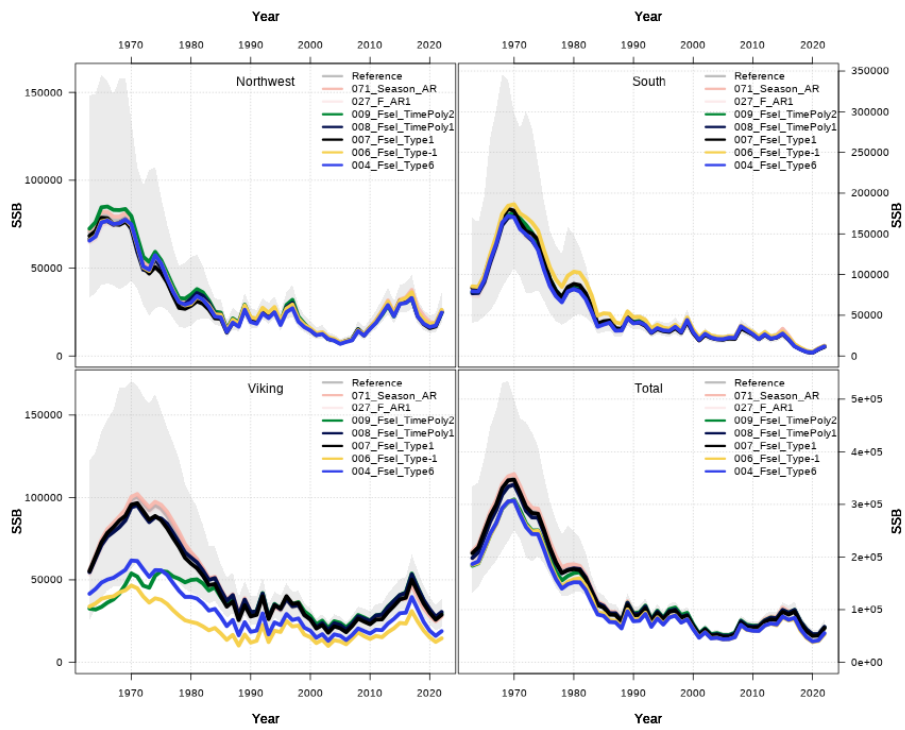 Year Year
1970 1980 1990 2000 2010 2020 1970 1980 1990 2000 2010 2020
Northwest
Reference
071_Season_AR
027_F_AR1
009_Fsel_TimePoly2
008_Fsel_TimePoly1
007_Fsel_Type1
006_Fsel_Type-1
004_Fsel_Type6
150000
100000
50000
0
SSB
South
Reference
071_Season_AR
027_F_AR1
009_Fsel_TimePoly2
008_Fsel_TimePoly1
007_Fsel_Type1
006_Fsel_Type-1
004_Fsel_Type6
350000
300000
250000
200000
150000
100000
50000
0
SSB
Viking
Reference
071_Season_AR
027_F_AR1
009_Fsel_TimePoly2
008_Fsel_TimePoly1
007_Fsel_Type1
006_Fsel_Type-1
004_Fsel_Type6
150000
100000
50000
0
SSB
Total
Reference
071_Season_AR
027_F_AR1
009_Fsel_TimePoly2
008_Fsel_TimePoly1
007_Fsel_Type1
006_Fsel_Type-1
004_Fsel_Type6
5e+05
4e+05
3e+05
2e+05
1e+05
0e+00
SSB
1970 1980 1990 2000 2010 2020 1970 1980 1990 2000 2010 2020
Year Year